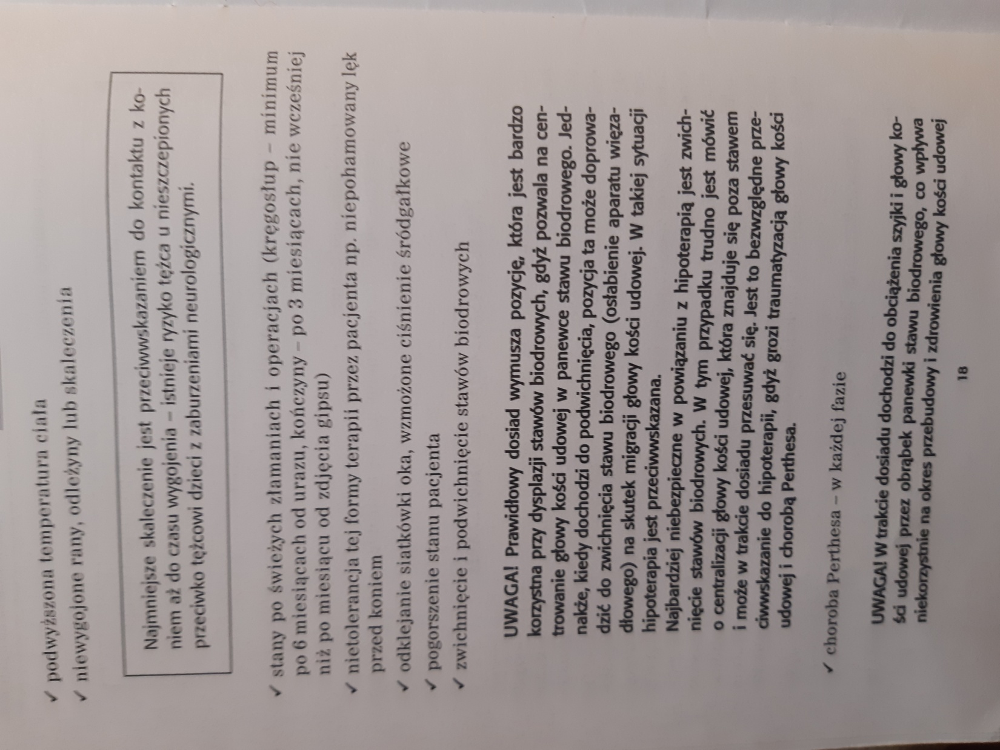 ✓ podwyższona temperatura ciała
✓ niewygojone rany, odleżyny lub skaleczenia
Najmniejsze skaleczenie jest przeciwwskazaniem do kontaktu z ko-
niem aż do czasu wygojenia – istnieje ryzyko tężca u nieszczepionych
przeciwko tężcowi dzieci z zaburzeniami neurologicznymi.
✓ stany po świeżych złamaniach i operacjach (kręgosłup – minimum
po 6 miesiącach od urazu, kończyny – po 3 miesiącach, nie wcześniej
niż po miesiącu od zdjęcia gipsu)
✓ nietolerancja tej formy terapii przez pacjenta np. niepohamowany lęk
przed koniem
✓ odklejanie siatkówki oka, wzmożone ciśnienie śródgałkowe
✓ pogorszenie stanu pacjenta
✓ zwichnięcie i podwichnięcie stawów biodrowych
UWAGA! Prawidłowy dosiad wymusza pozycję, która jest bardzo
korzystna przy dysplazji stawów biodrowych, gdyż pozwala na cen-
trowanie głowy kości udowej w panewce stawu biodrowego. Jed-
nakże, kiedy dochodzi do podwichnięcia, pozycja ta może doprowa-
dzić do zwichnięcia stawu biodrowego (osłabienie aparatu więza-
dłowego) na skutek migracji głowy kości udowej. W takiej sytuacji
hipoterapia jest przeciwwskazana.
Najbardziej niebezpieczne w powiązaniu z hipoterapią jest zwich-
nięcie stawów biodrowych. W tym przypadku trudno jest mówić
o centralizacji głowy kości udowej, która znajduje się poza stawem
i może w trakcie dosiadu przesuwać się. Jest to bezwzględne prze-
ciwwskazanie do hipoterapii, gdyż grozi traumatyzacją głowy kości
udowej i chorobą Perthesa.
✓ choroba Perthesa – w każdej fazie
UWAGA! W trakcie dosiadu dochodzi do obciążenia szyjki i głowy ko-
ści udowej przez obrąbek panewki stawu biodrowego, co wpływa
niekorzystnie na okres przebudowy i zdrowienia głowy kości udowej
18